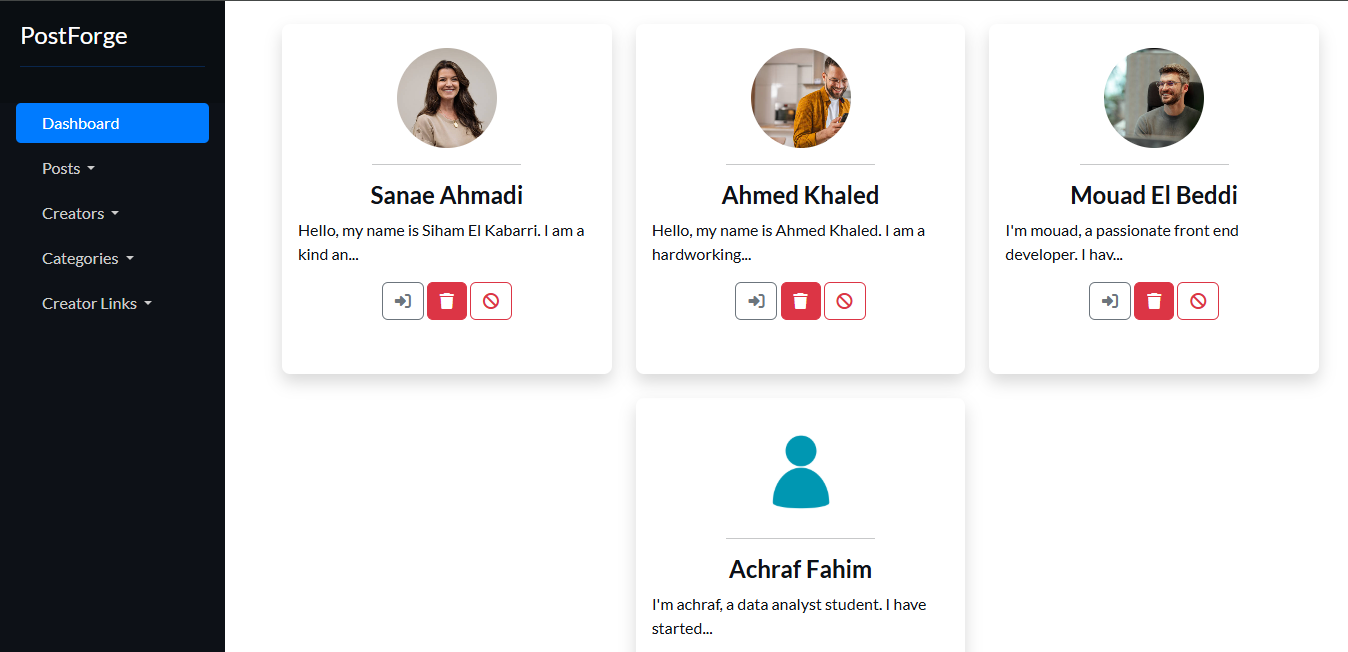 PostForge
Dashboard
Posts
Creators
Categories
Creator Links
Sanae Ahmadi
Hello, my name is Siham El Kabarri. I am a
kind an...
Ahmed Khaled
Hello, my name is Ahmed Khaled. I am a
hardworking...
Mouad El Beddi
I'm mouad, a passionate front end
developer. I hav...
Achraf Fahim
I'm achraf, a data analyst student. I have
started...